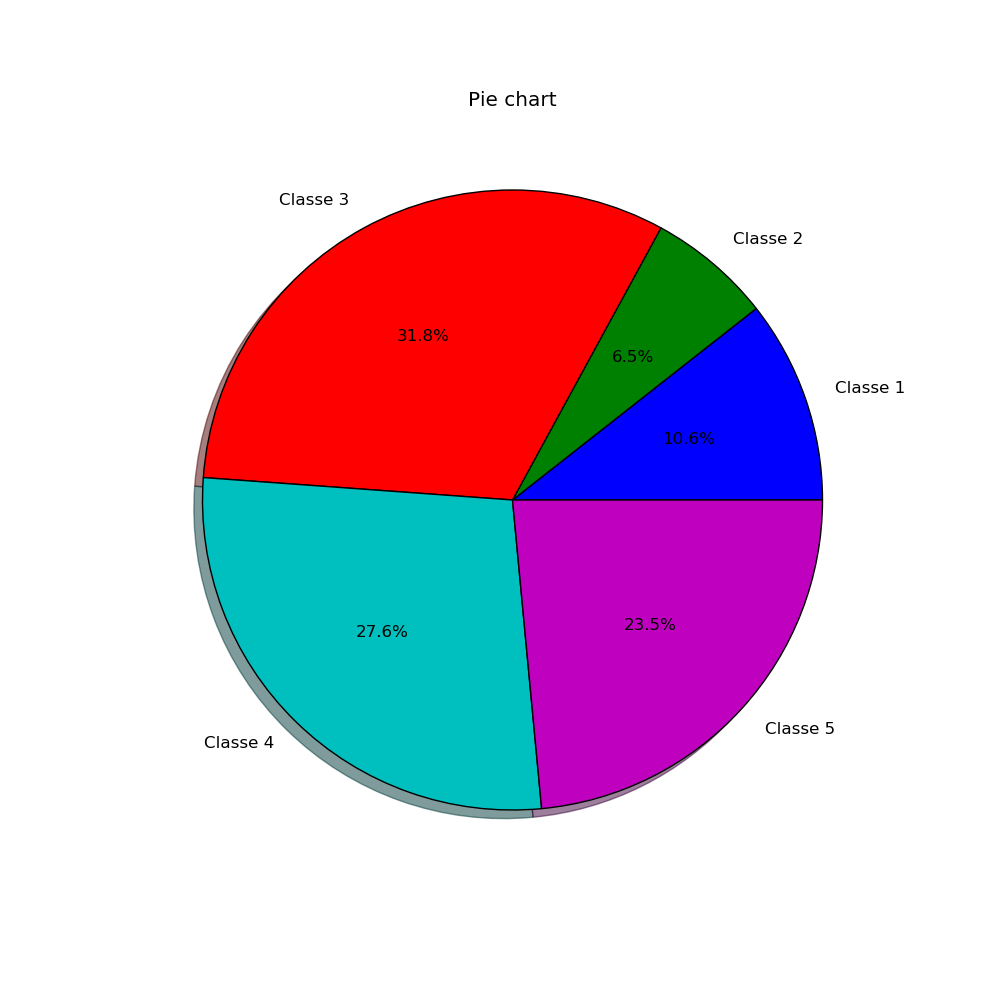 Pie chart
Classe 3
Classe 2
31.8%
6.5%
Classe 1
10.6%
27.6%
23.5%
Classe 5
Classe 4